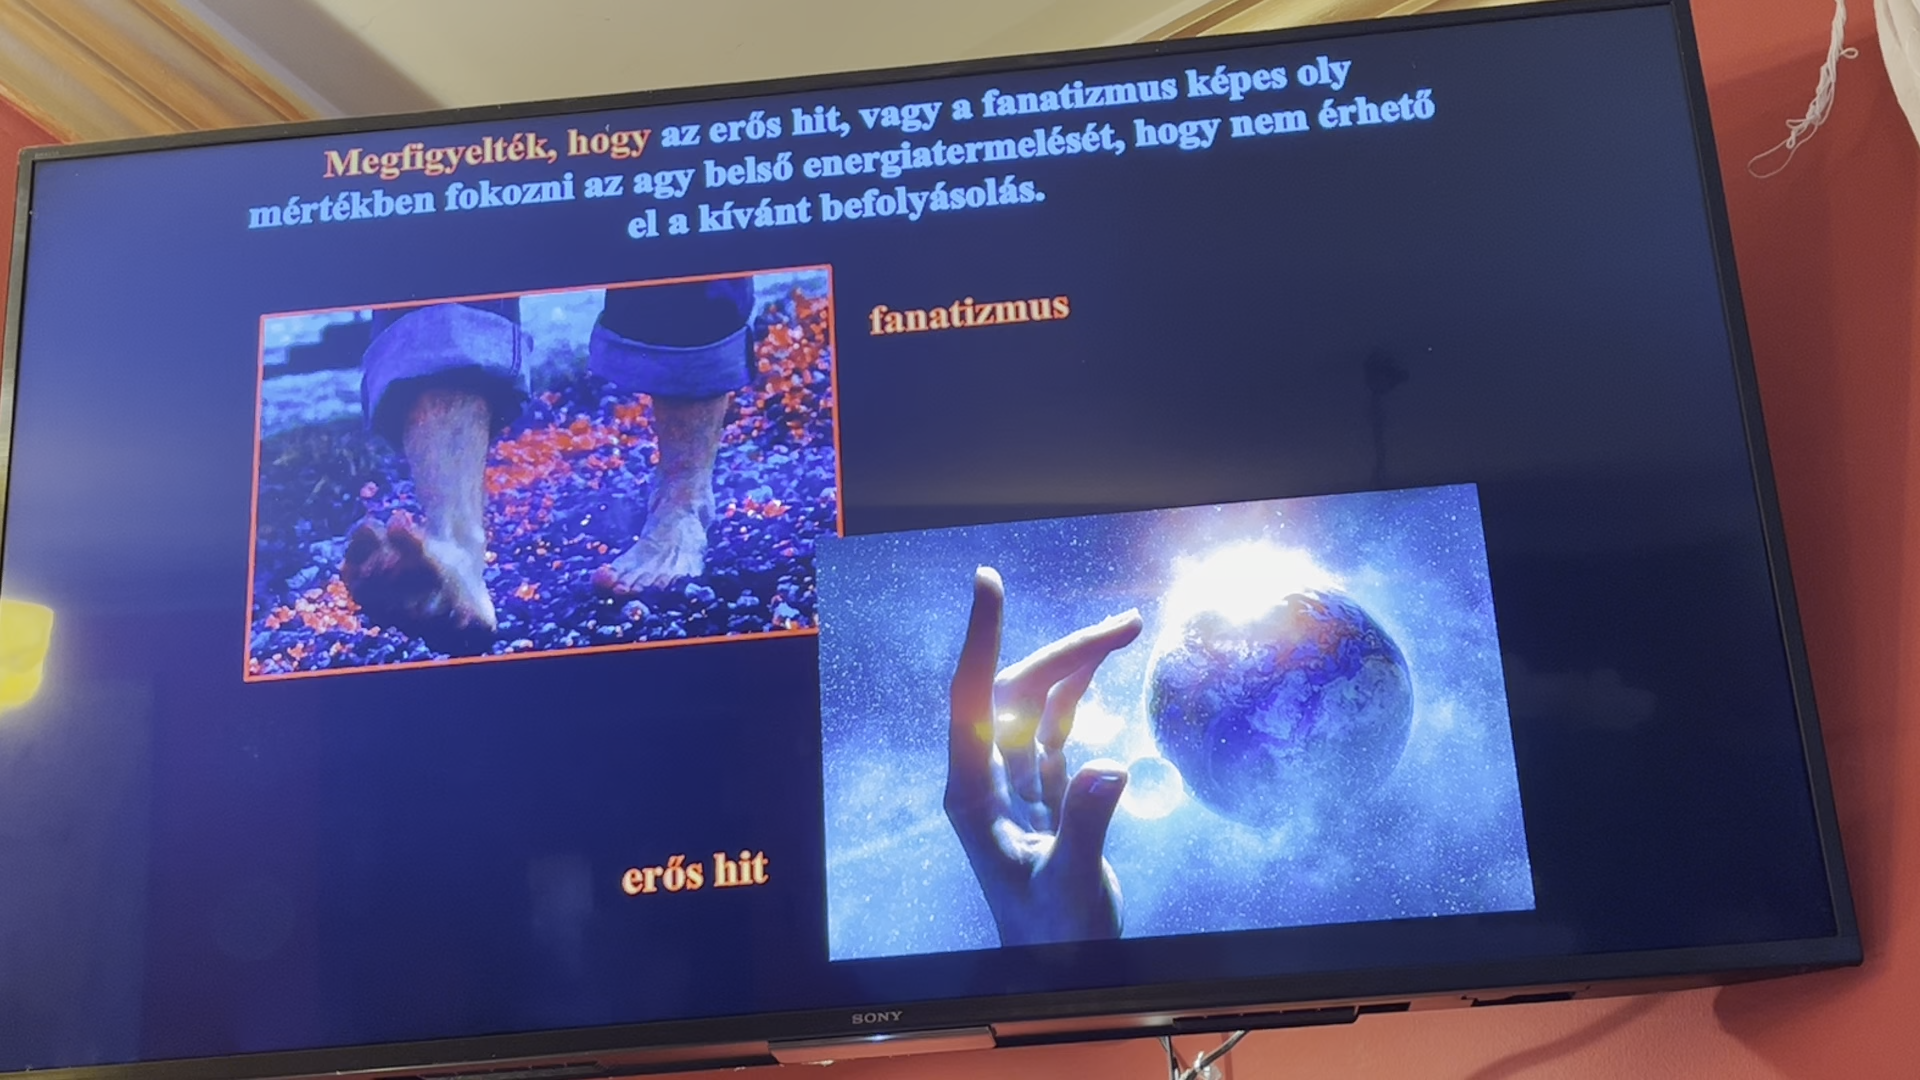 Megfigyelték, hogy az erős hit, vagy a fanatizmus képes oly
mértékben fokozni az agy belső energiatermelését, hogy nem érhető
el a kívánt befolyásolás.
fanatizmus
erős hit
SONY